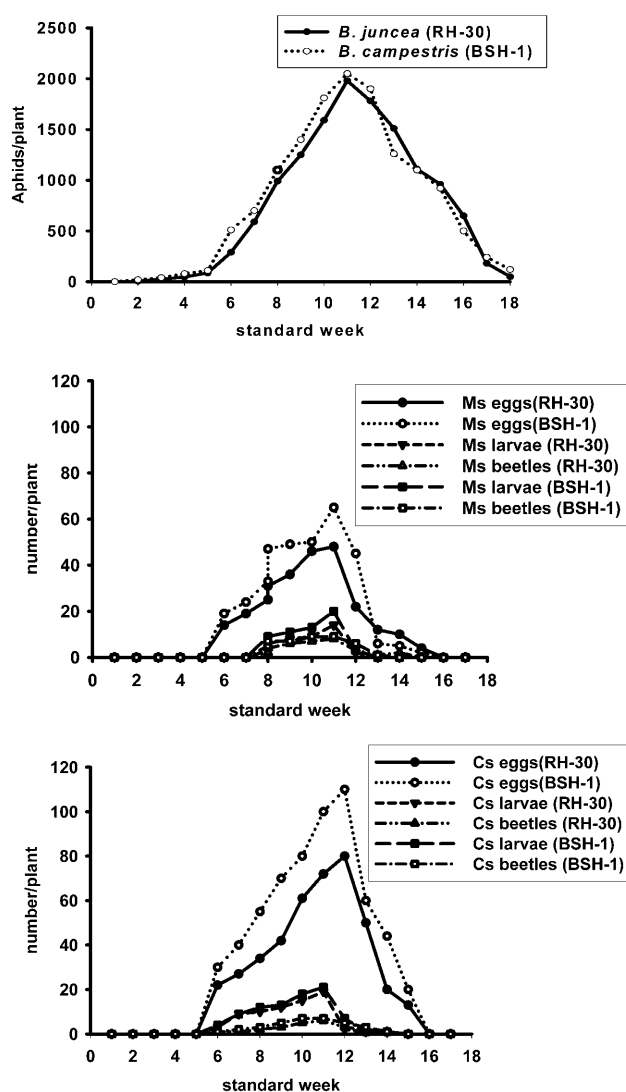 B. juncea (RH-30)
B. campestris (BSH-1)
2500
2000
1500
1000
500
0
Aphids/plant
0 2 4 6 8 10 12 14 16 18
standard week
120
100
80
60
40
20
0
number/plant
Ms eggs(RH-30)
Ms eggs(BSH-1)
Ms larvae (RH-30)
Ms beetles (RH-30)
Ms larvae (BSH-1)
Ms beetles (BSH-1)
0 2 4 6 8 10 12 14 16 18
standard week
120
100
80
60
40
20
0
number/plant
Cs eggs(RH-30)
Cs eggs(BSH-1)
Cs larvae (RH-30)
Cs beetles (RH-30)
Cs larvae (BSH-1)
Cs beetles (BSH-1)
0 2 4 6 8 10 12 14 16 18
standard week